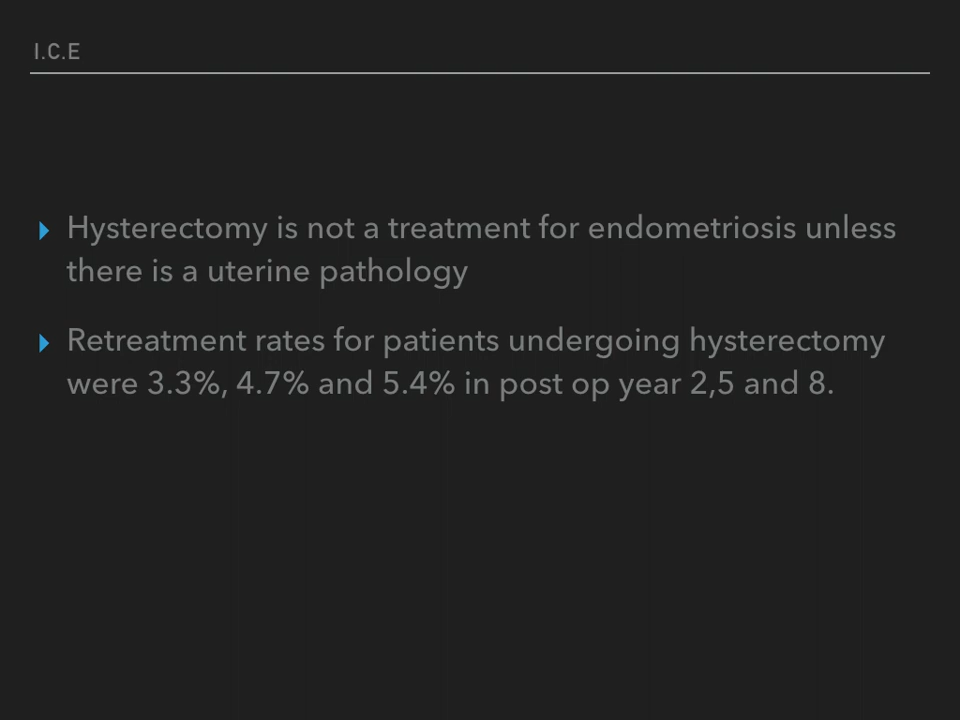 I.C.E
Hysterectomy is not a treatment for endometriosis unless
there is a uterine pathology
Retreatment rates for patients undergoing hysterectomy
were 3.3%, 4.7% and 5.4% in post op year 2,5 and 8.